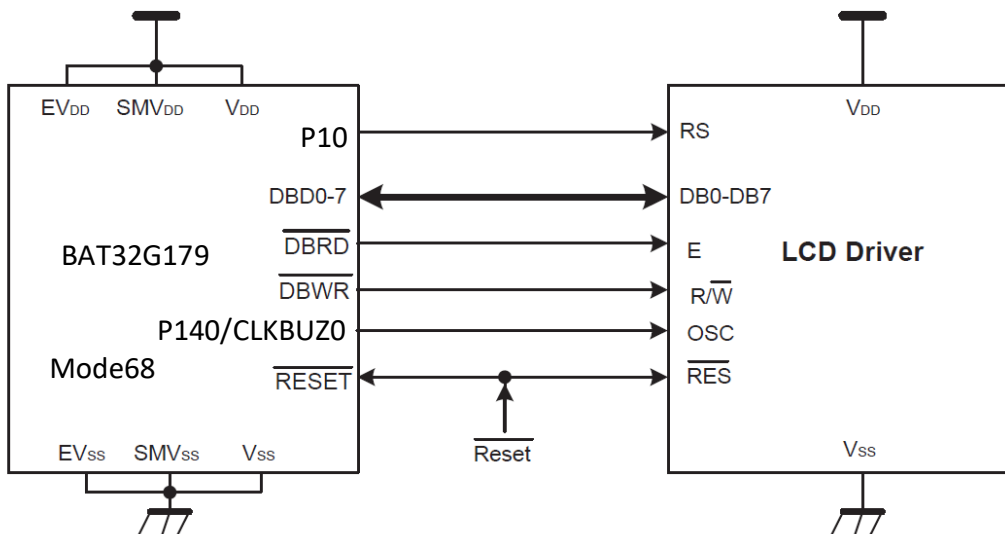 EVDD SMVDD VDD
VDD
P10
RS
DBD0-7
DB0-DB7
DBRD
E
BAT32G179
LCD Driver
DBWR
R/W
P140/CLKBUZ0
OSC
Mode68
RESET
RES
Reset
EVSS SMVSS VSS
VSS